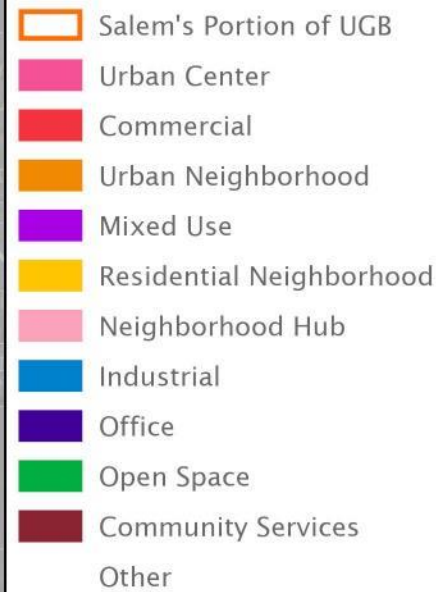 Salem's Portion of UGB
Urban Center
Commercial
Urban Neighborhood
Mixed Use
Residential Neighborhood
Neighborhood Hub
Industrial
Office
Open Space
Community Services
Other